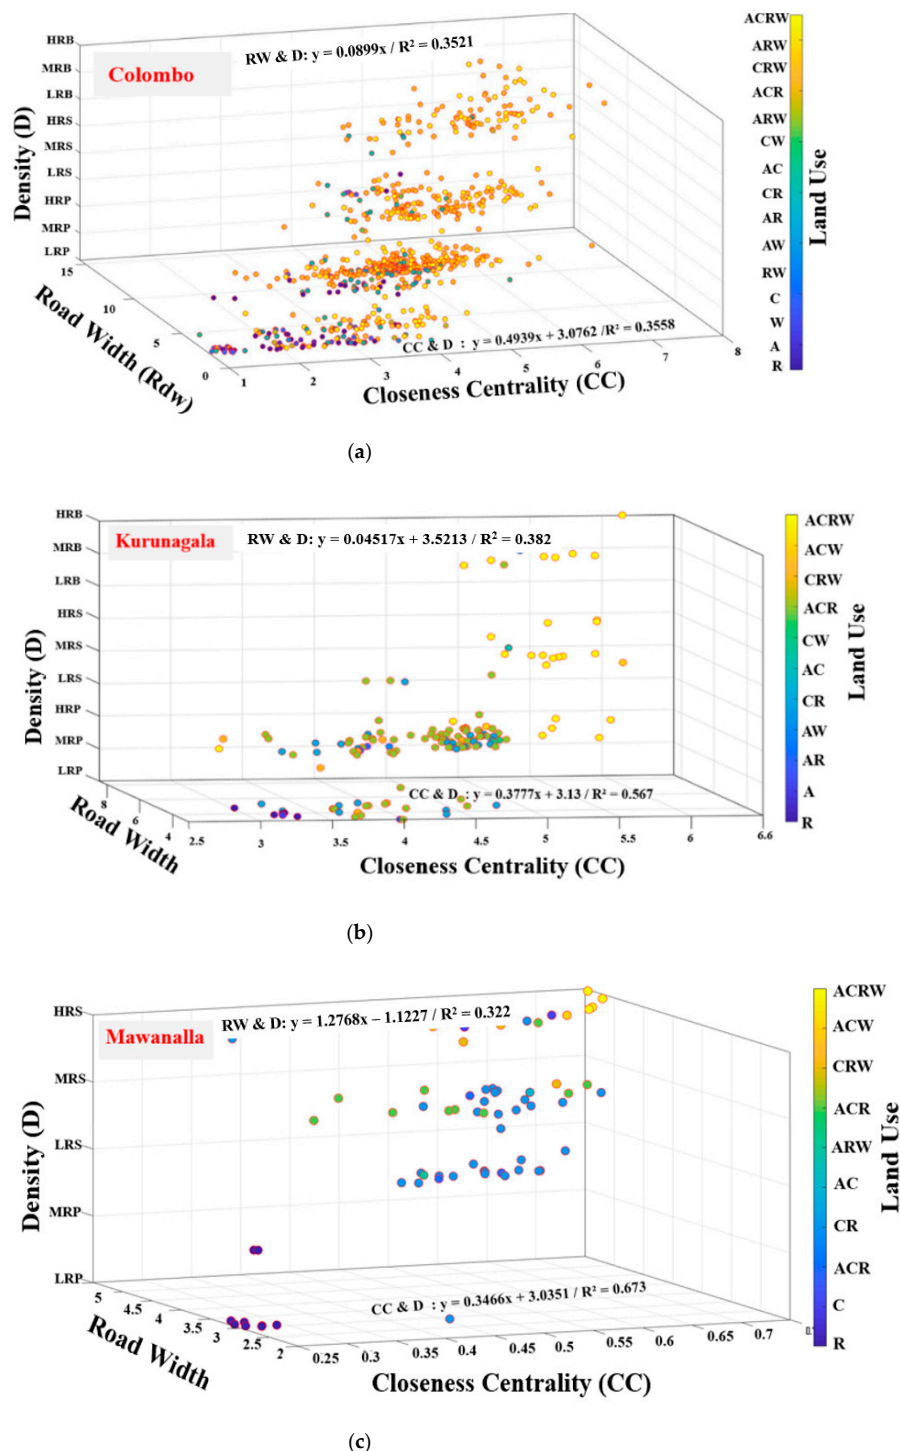 Colombo
RW & D: y = 0.0899x / R² = 0.3521
HRB
MRB
LRB
HRS
MRS
LRS
HRP
MRP
LRP
Density (D)
15
10
5
0
Road Width (Rdw)
CC & D : y = 0.4939x + 3.0762 /R² = 0.3558
1
2
3
4
5
6
7
8
Closeness Centrality (CC)
ACRW
ARW
CRW
ACR
ARW
CW
AC
CR
AR
AW
RW
C
W
A
R
Land Use
(a)
Kurunagala
RW & D: y = 0.04517x + 3.5213 / R² = 0.382
HRB
MRB
LRB
HRS
MRS
LRS
HRP
MRP
LRP
Density (D)
8
6
4
Road Width
CC & D : y = 0.3777x + 3.13 / R² = 0.567
2.5
3
3.5
4
4.5
5
5.5
6
6.6
Closeness Centrality (CC)
ACRW
ACW
CRW
ACR
CW
AC
CR
AW
AR
A
R
Land Use
(b)
Mawanalla
RW & D: y = 1.2768x – 1.1227 / R² = 0.322
HRS
MRS
LRS
MRP
LRP
Density (D)
5
4.5
4
3.5
3
2.5
2
Road Width
CC & D : y = 0.3466x + 3.0351 / R² = 0.673
0.25
0.3
0.35
0.4
0.45
0.5
0.55
0.6
0.65
0.7
Closeness Centrality (CC)
ACRW
ACW
CRW
ACR
ARW
AC
CR
ACR
C
R
Land Use
(c)